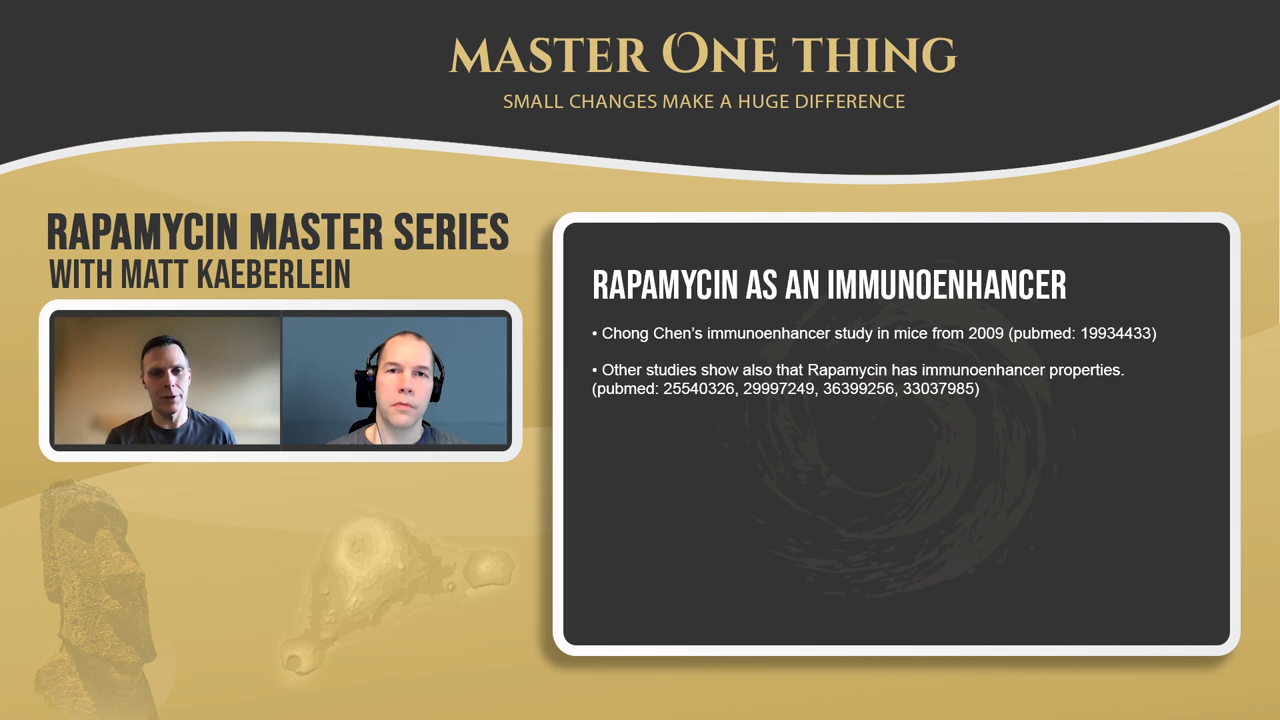 MASTER ONE THING
SMALL CHANGES MAKE A HUGE DIFFERENCE
RAPAMYCIN MASTER SERIES
WITH MATT KAEBERLEIN
RAPAMYCIN AS AN IMMUNOENHANCER
• Chong Chen’s immunoenhancer study in mice from 2009 (pubmed: 19934433)
• Other studies show also that Rapamycin has immunoenhancer properties.
(pubmed: 25540326, 29997249, 36399256, 33037985)